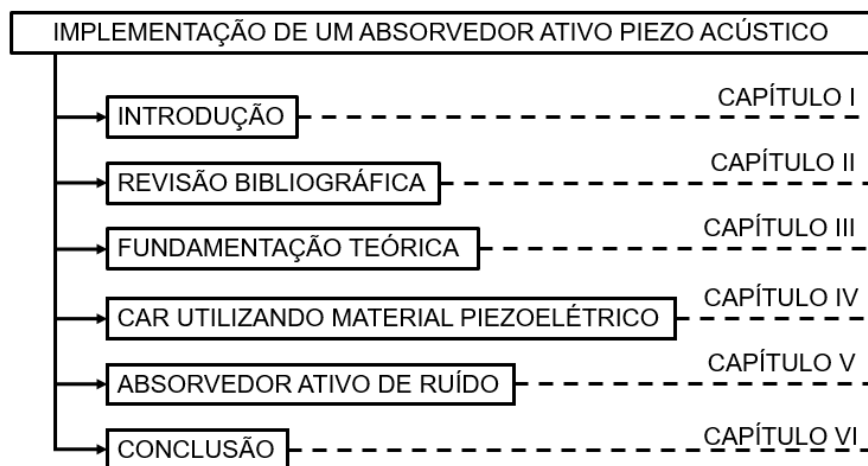 IMPLEMENTAÇÃO DE UM ABSORVEDOR ATIVO PIEZO ACÚSTICO
INTRODUÇÃO CAPÍTULO I
REVISÃO BIBLIOGRÁFICA CAPÍTULO II
FUNDAMENTAÇÃO TEÓRICA CAPÍTULO III
CAR UTILIZANDO MATERIAL PIEZOELÉTRICO CAPÍTULO IV
ABSORVEDOR ATIVO DE RUÍDO CAPÍTULO V
CONCLUSÃO CAPÍTULO VI